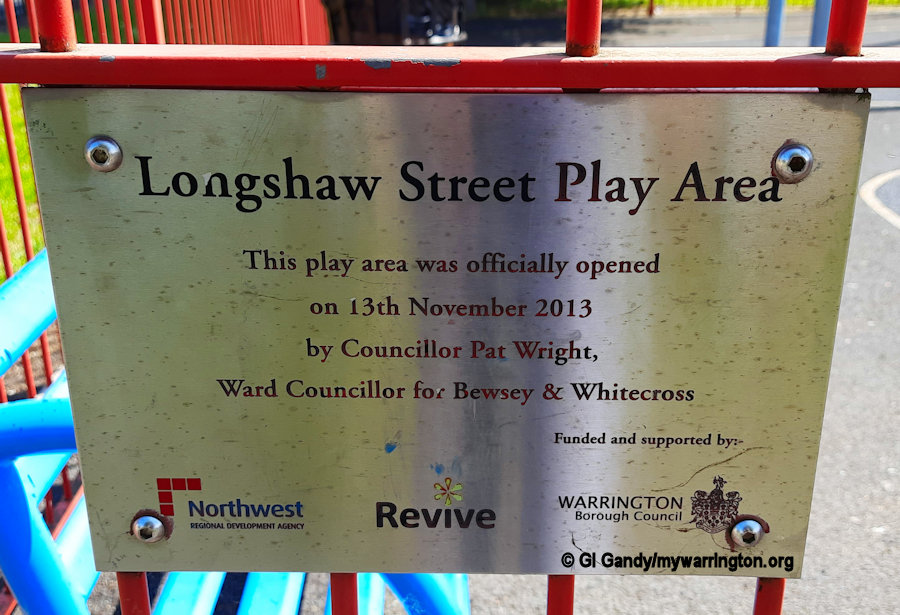 Longshaw Street Play Area
This play area was officially opened
on 13th November 2013
by Councillor Pat Wright,
Ward Councillor for Bewsey & Whitecross
Funded and supported by:-
Northwest
REGIONAL DEVELOPMENT AGENCY
Revive
WARRINGTON
Borough Council
© GI Gandy/mywarrington.org